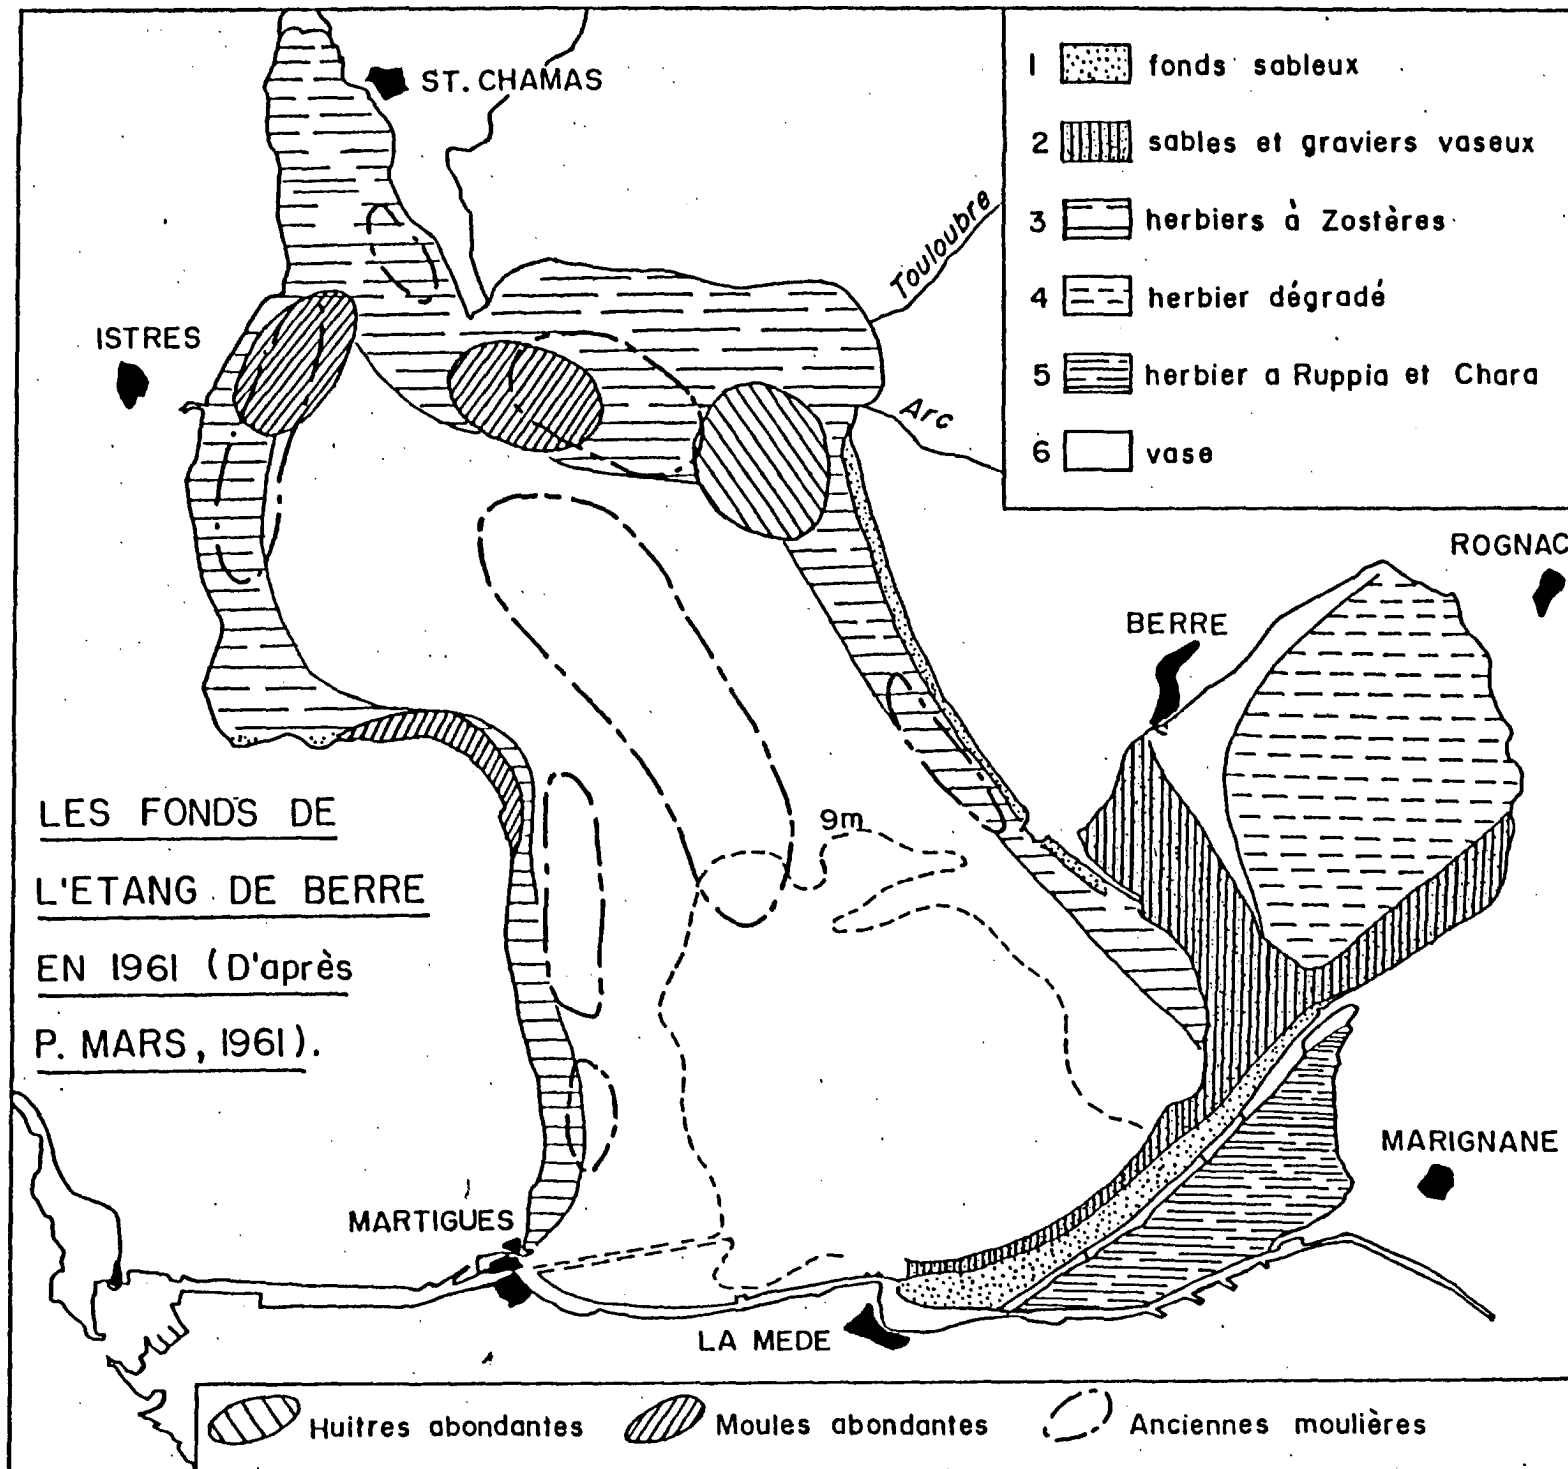 ST. CHAMAS
ISTRES
Touloubre
Arc
1 fonds sableux
2 sables et graviers vaseux
3 herbiers à Zostères
4 herbier dégradé
5 herbier a Ruppia et Chara
6 vase
ROGNAC
BERRE
LES FONDS DE
L'ETANG DE BERRE
EN 1961 (D'après
P. MARS, 1961).
9m
MARIGNANE
MARTIGUES
LA MEDE
Huitres abondantes
Moules abondantes
Anciennes moulières